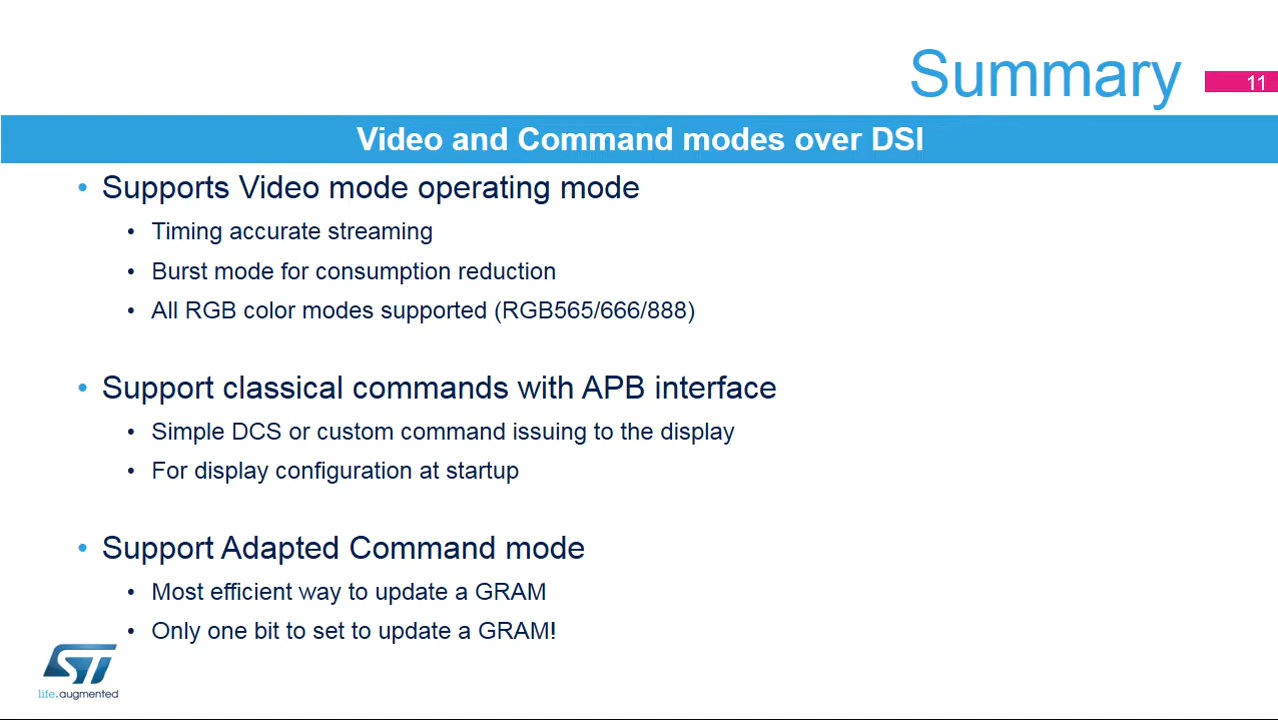 Summary
11
Video and Command modes over DSI
• Supports Video mode operating mode
• Timing accurate streaming
• Burst mode for consumption reduction
• All RGB color modes supported (RGB565/666/888)
• Support classical commands with APB interface
• Simple DCS or custom command issuing to the display
• For display configuration at startup
• Support Adapted Command mode
• Most efficient way to update a GRAM
• Only one bit to set to update a GRAM!
ST
life.augmented